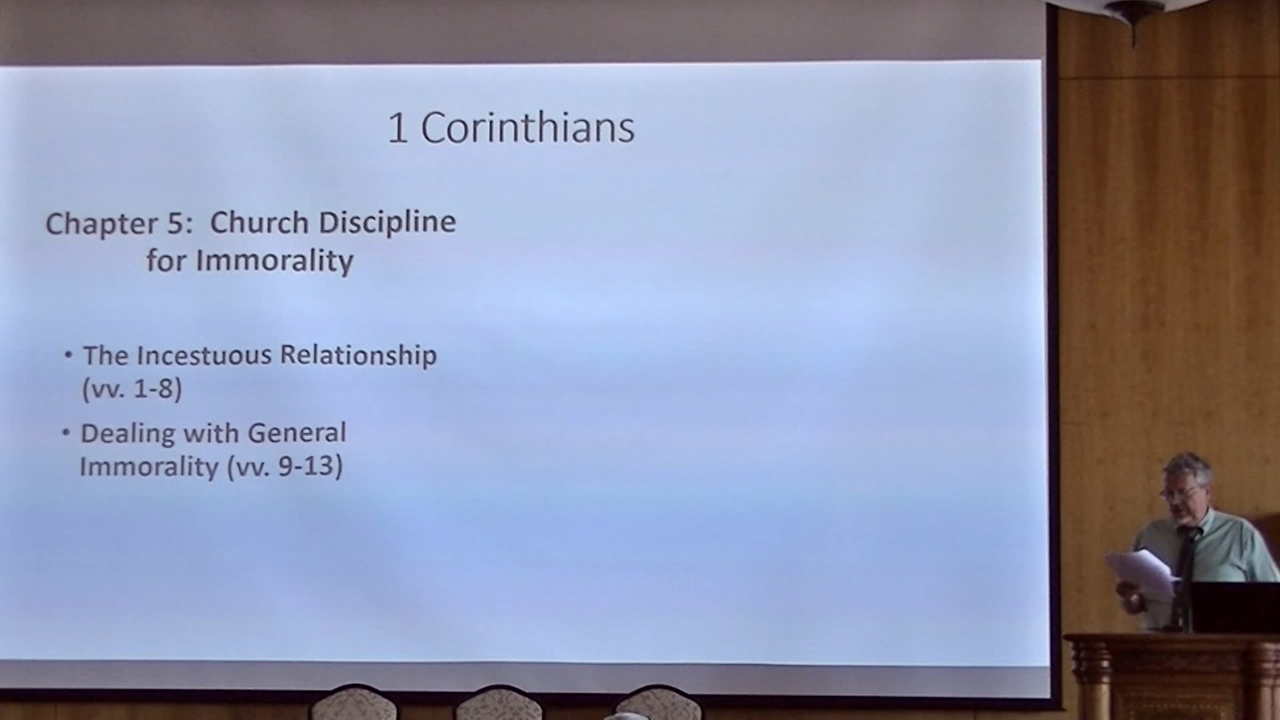 1 Corinthians
Chapter 5:  Church Discipline
for Immorality
• The Incestuous Relationship
(vv. 1-8)
• Dealing with General
Immorality (vv. 9-13)